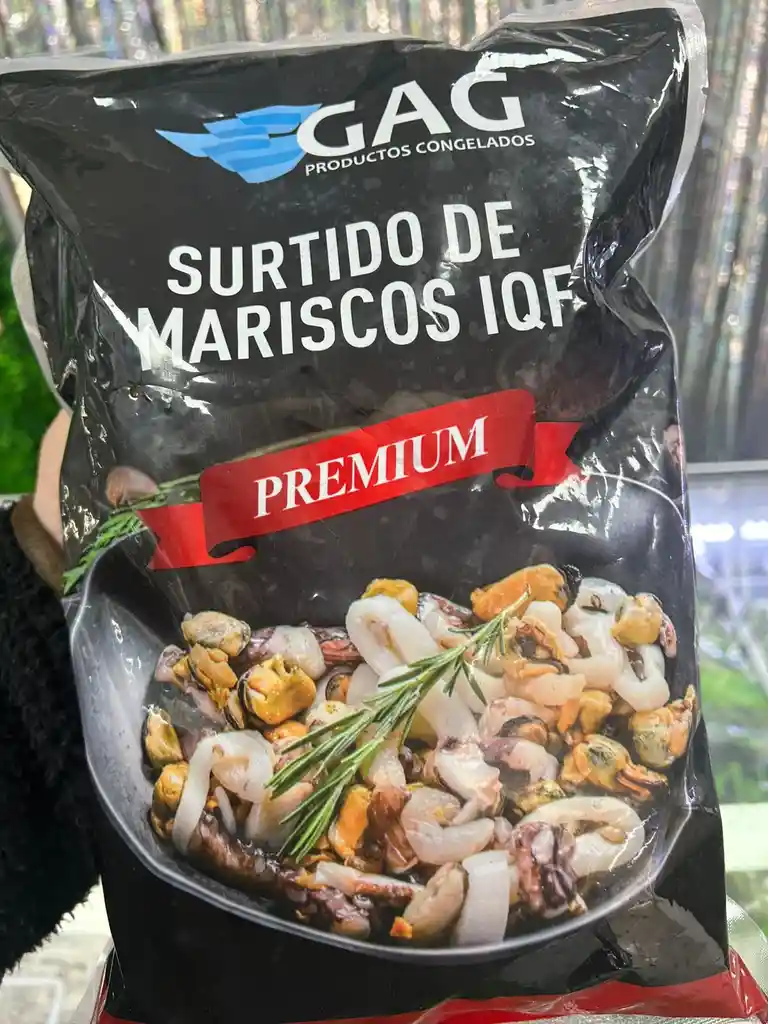 GAG
PRODUCTOS CONGELADOS
SURTIDO DE
MARISCOS IQF
PREMIUM